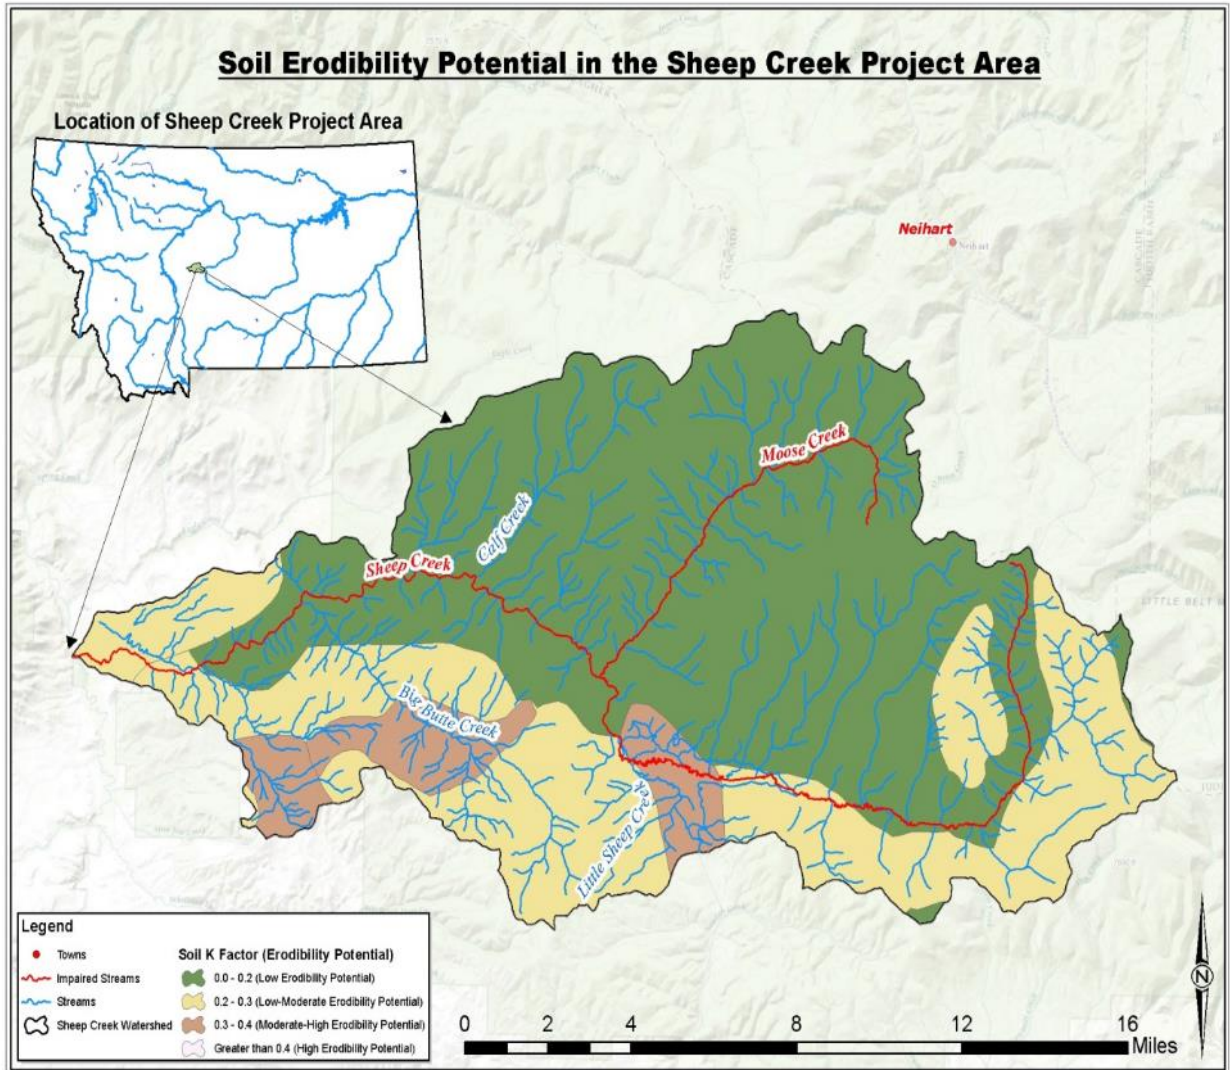 Soil Erodibility Potential in the Sheep Creek Project Area
Location of Sheep Creek Project Area
Neihart
Neihart
CASCADE
Moose Creek
Calf Creek
Sheep Creek
LITTLE BELT
Big Butte Creek
Little Sheep Creek
Legend
Towns
Impaired Streams
Streams
Sheep Creek Watershed
Soil K Factor (Erodibility Potential)
0.0 - 0.2 (Low Erodibility Potential)
0.2 - 0.3 (Low-Moderate Erodibility Potential)
0.3 - 0.4 (Moderate-High Erodibility Potential)
Greater than 0.4 (High Erodibility Potential)
0 2 4 8 12 16
Miles
N